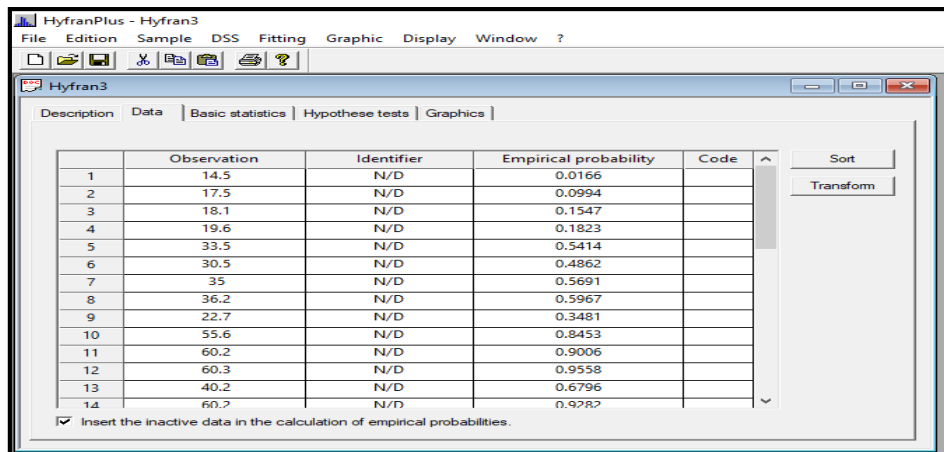 HyfranPlus - Hyfran3
File Edition Sample DSS Fitting Graphic Display Window ?
Hyfran3
Description Data Basic statistics Hypothese tests Graphics
Observation Identifier Empirical probability Code
1 14.5 N/D 0.0166
2 17.5 N/D 0.0994
3 18.1 N/D 0.1547
4 19.6 N/D 0.1823
5 33.5 N/D 0.5414
6 30.5 N/D 0.4862
7 35 N/D 0.5691
8 36.2 N/D 0.5967
9 22.7 N/D 0.3481
10 55.6 N/D 0.8453
11 60.2 N/D 0.9006
12 60.3 N/D 0.9558
13 40.2 N/D 0.6796
14 60.2 N/D 0.9282
Sort
Transform
Insert the inactive data in the calculation of empirical probabilities.